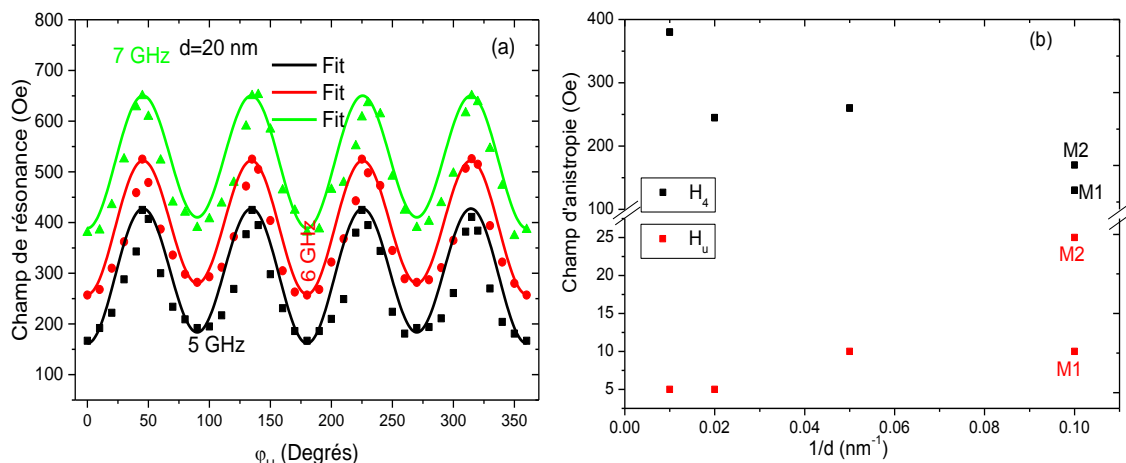 7 GHz
d=20 nm
(a)
Fit
Fit
Fit
6 GHz
5 GHz
Champ de résonance (Oe)
800
700
600
500
400
300
200
100
0
50
100
150
200
250
300
350
(Degrés)
(b)
Champ d'anistropie (Oe)
400
350
300
250
200
150
100
25
20
15
10
5
H4
Hu
M2
M1
M2
M1
0.00
0.02
0.04
0.06
0.08
0.10
1/d (nm-1)